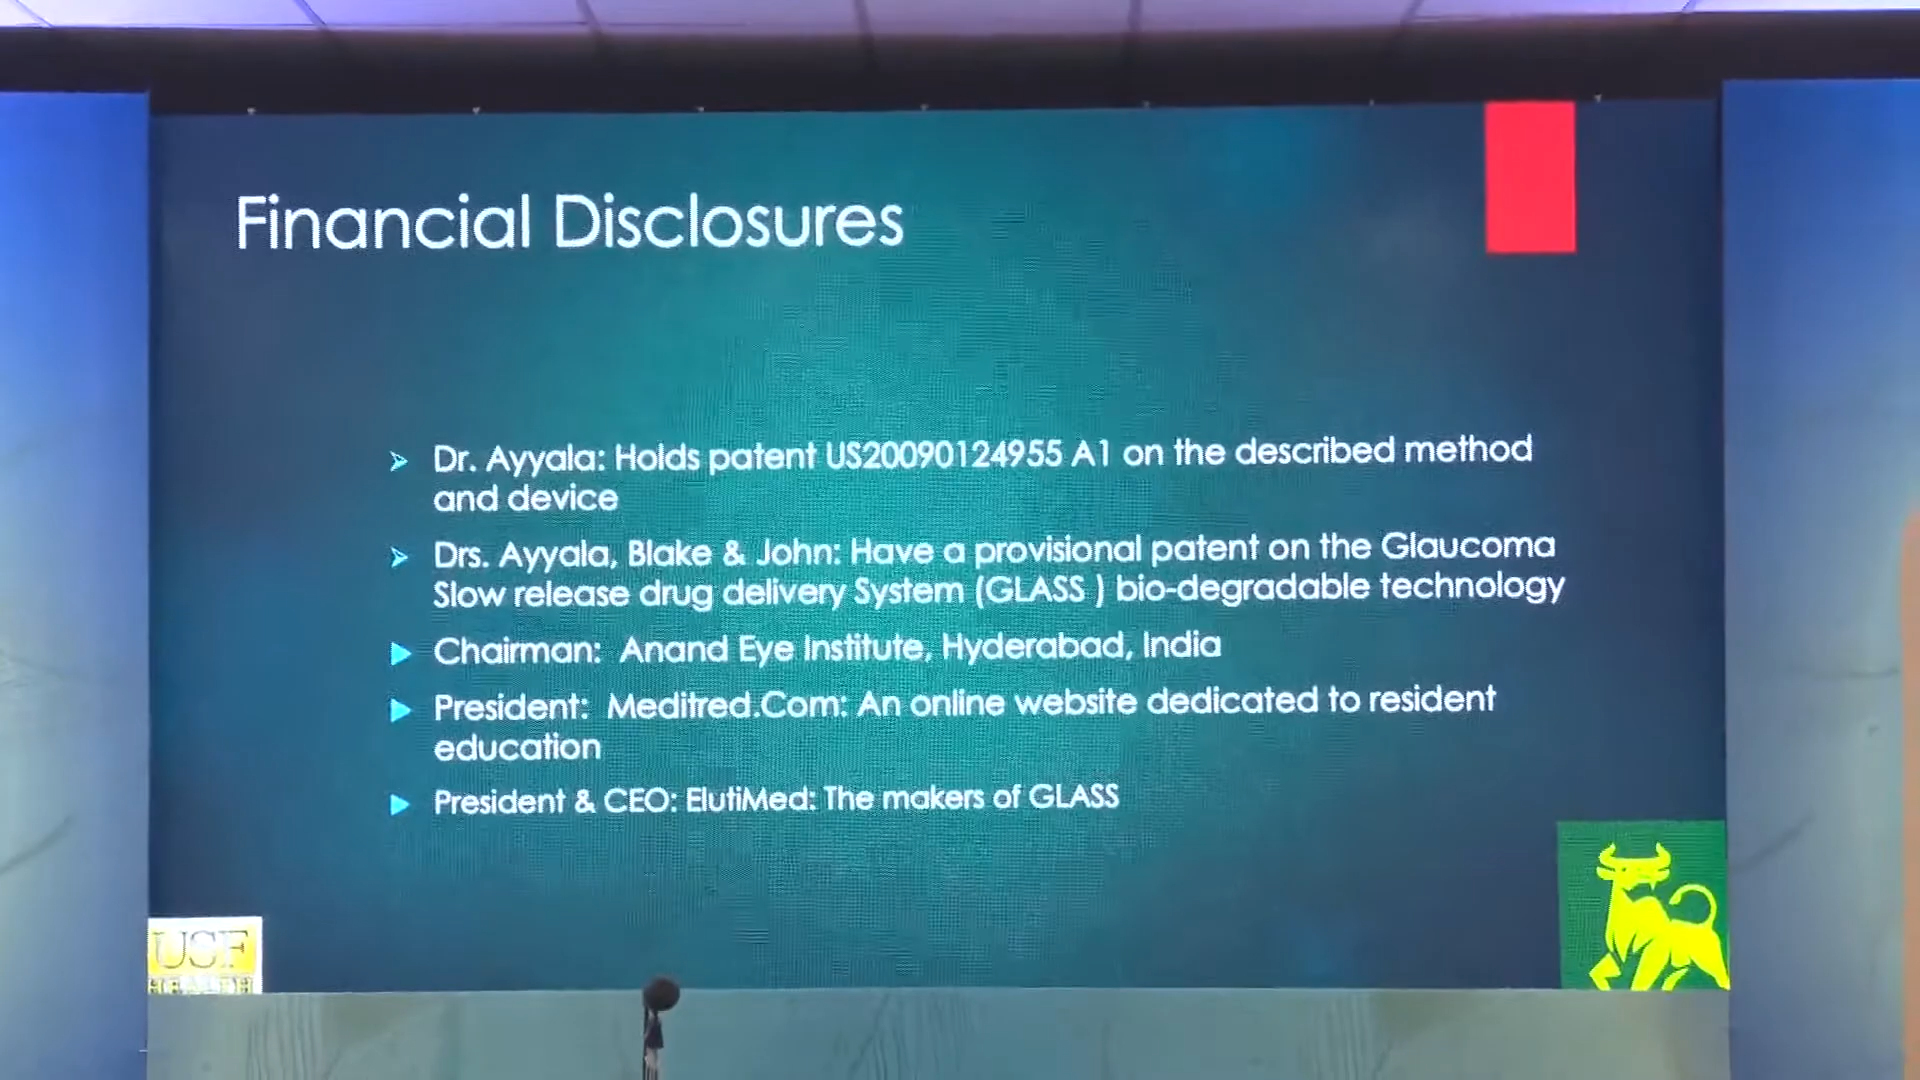 Financial Disclosures
Dr. Ayyala: Holds patent US20090124955 A1 on the described method
and device
Drs. Ayyala, Blake & John: Have a provisional patent on the Glaucoma
Slow release drug delivery System (GLASS ) bio-degradable technology
Chairman: Anand Eye Institute, Hyderabad, India
President: Meditred.Com: An online website dedicated to resident
education
President & CEO: ElutiMed: The makers of GLASS
USF
HEALTH